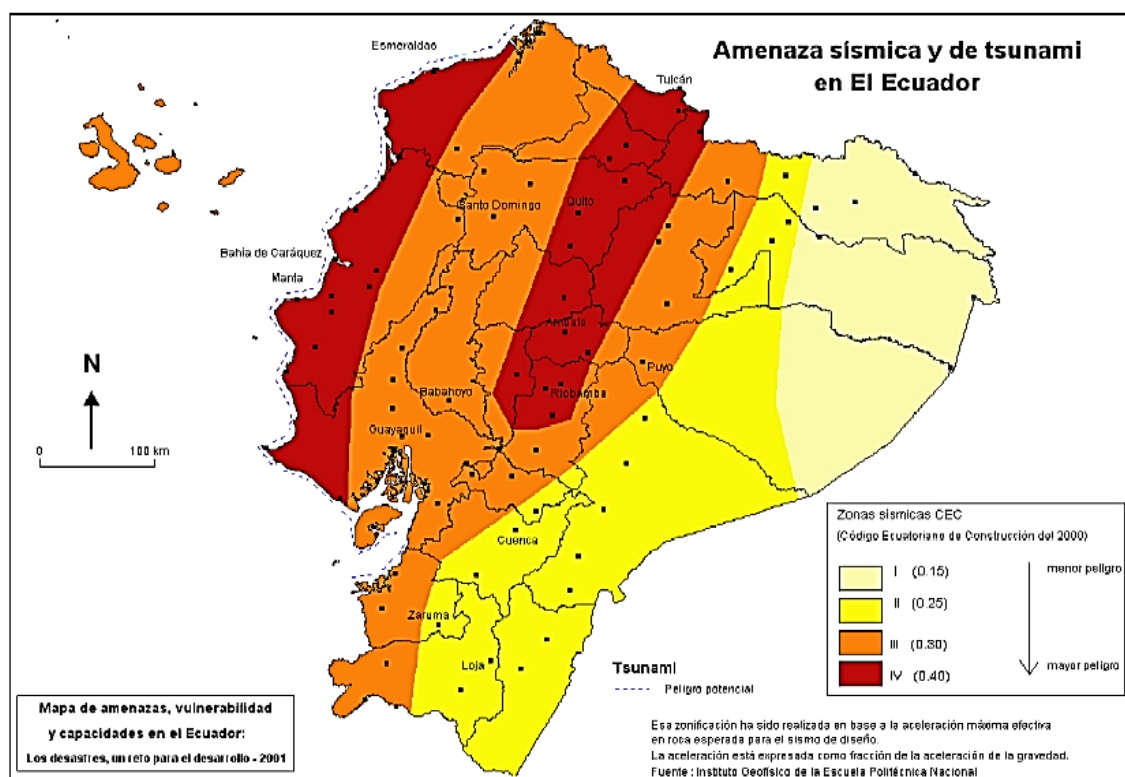 Amenaza sísmica y de tsunami
en El Ecuador
Esmeraldas
Tulcán
Santo Domingo
Quito
Bahía de Caráquez
Manta
Ambato
Puyo
Babahoyo
Riobamba
Guayaquil
N
0 100 km
Cuenca
Zaruma
Loja
Zonas sísmicas CEC
(Código Ecuatoriano de Construcción del 2000)
I (0.15)
menor peligro
II (0.25)
III (0.30)
IV (0.40)
mayor peligro
Tsunami
Peligro potencial
Mapa de amenazas, vulnerabilidad
y capacidades en el Ecuador:
Los desastres, un reto para el desarrollo - 2001
Esa zonificación ha sido realizada en base a la aceleración máxima efectiva
en roca esperada para el sismo de diseño.
La aceleración está expresada como fracción de la aceleración de la gravedad.
Fuente : Instituto Geofísico de la Escuela Politécnica Nacional